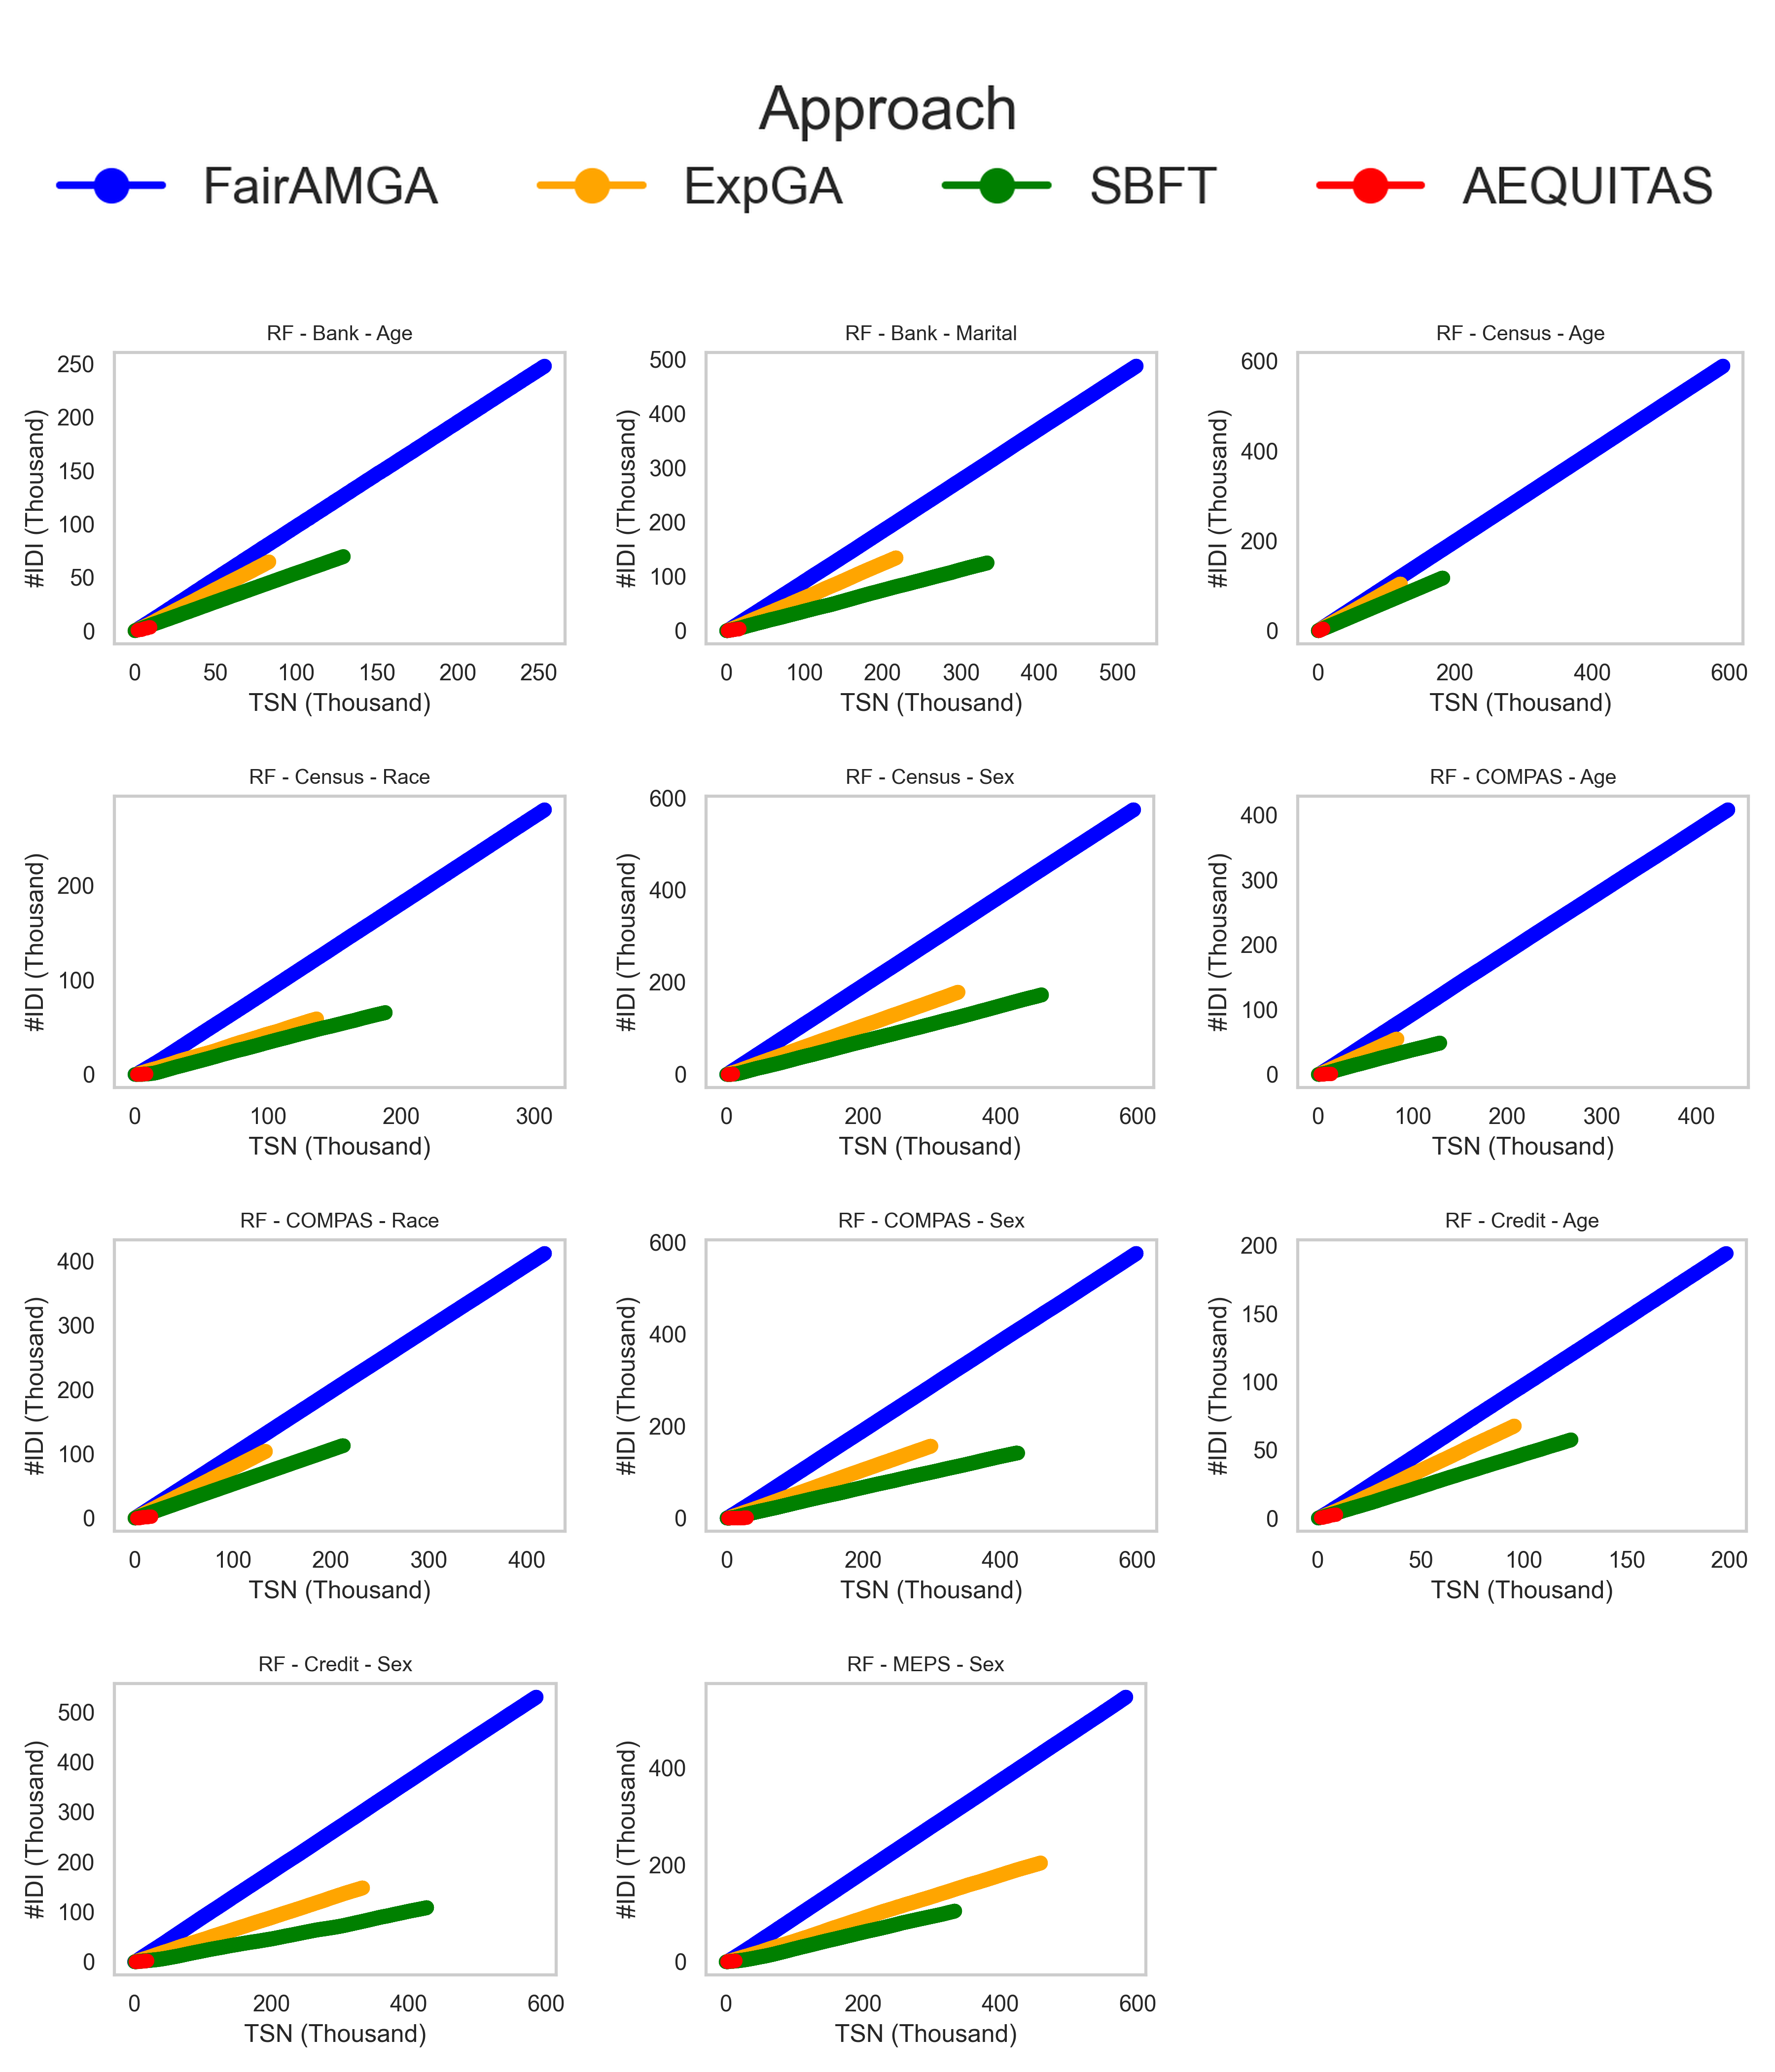 Approach
FairAMGA ExpGA SBFT AEQUITAS
RF - Bank - Age
250
200
150
100
50
0
#IDI (Thousand)
0 50 100 150 200 250
TSN (Thousand)
RF - Bank - Marital
500
400
300
200
100
0
#IDI (Thousand)
0 100 200 300 400 500
TSN (Thousand)
RF - Census - Age
600
400
200
0
#IDI (Thousand)
0 200 400 600
TSN (Thousand)
RF - Census - Race
200
100
0
#IDI (Thousand)
0 100 200 300
TSN (Thousand)
RF - Census - Sex
600
400
200
0
#IDI (Thousand)
0 200 400 600
TSN (Thousand)
RF - COMPAS - Age
400
300
200
100
0
#IDI (Thousand)
0 100 200 300 400
TSN (Thousand)
RF - COMPAS - Race
400
300
200
100
0
#IDI (Thousand)
0 100 200 300 400
TSN (Thousand)
RF - COMPAS - Sex
600
400
200
0
#IDI (Thousand)
0 200 400 600
TSN (Thousand)
RF - Credit - Age
200
150
100
50
0
#IDI (Thousand)
0 50 100 150 200
TSN (Thousand)
RF - Credit - Sex
500
400
300
200
100
0
#IDI (Thousand)
0 200 400 600
TSN (Thousand)
RF - MEPS - Sex
400
200
0
#IDI (Thousand)
0 200 400 600
TSN (Thousand)